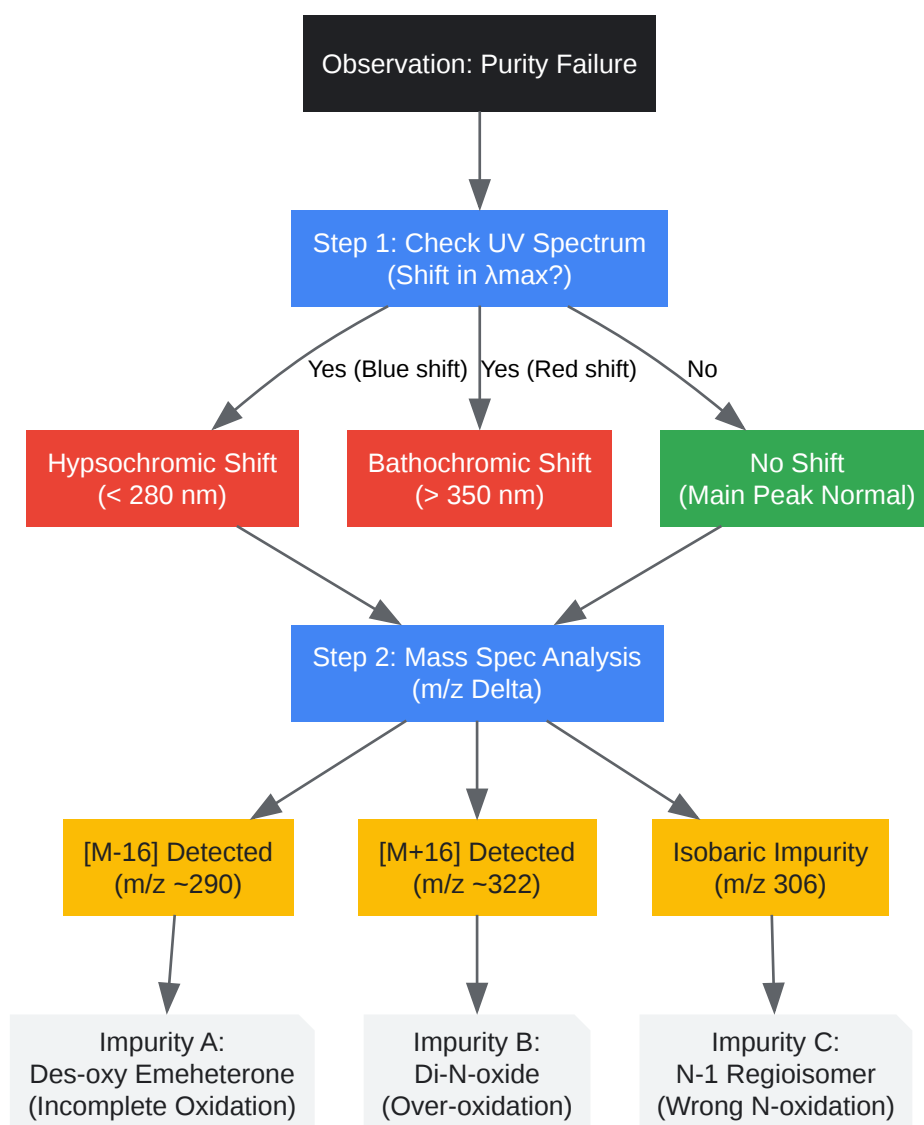 Observation: Purity Failure
Step 1: Check UV Spectrum
(Shift in λmax?)
Yes (Blue shift)
Yes (Red shift)
No
Hypsochromic Shift
(< 280 nm)
Bathochromic Shift
(> 350 nm)
No Shift
(Main Peak Normal)
Step 2: Mass Spec Analysis
(m/z Delta)
[M-16] Detected
(m/z ~290)
[M+16] Detected
(m/z ~322)
Isobaric Impurity
(m/z 306)
Impurity A:
Des-oxy Emeheterone
(Incomplete Oxidation)
Impurity B:
Di-N-oxide
(Over-oxidation)
Impurity C:
N-1 Regioisomer
(Wrong N-oxidation)